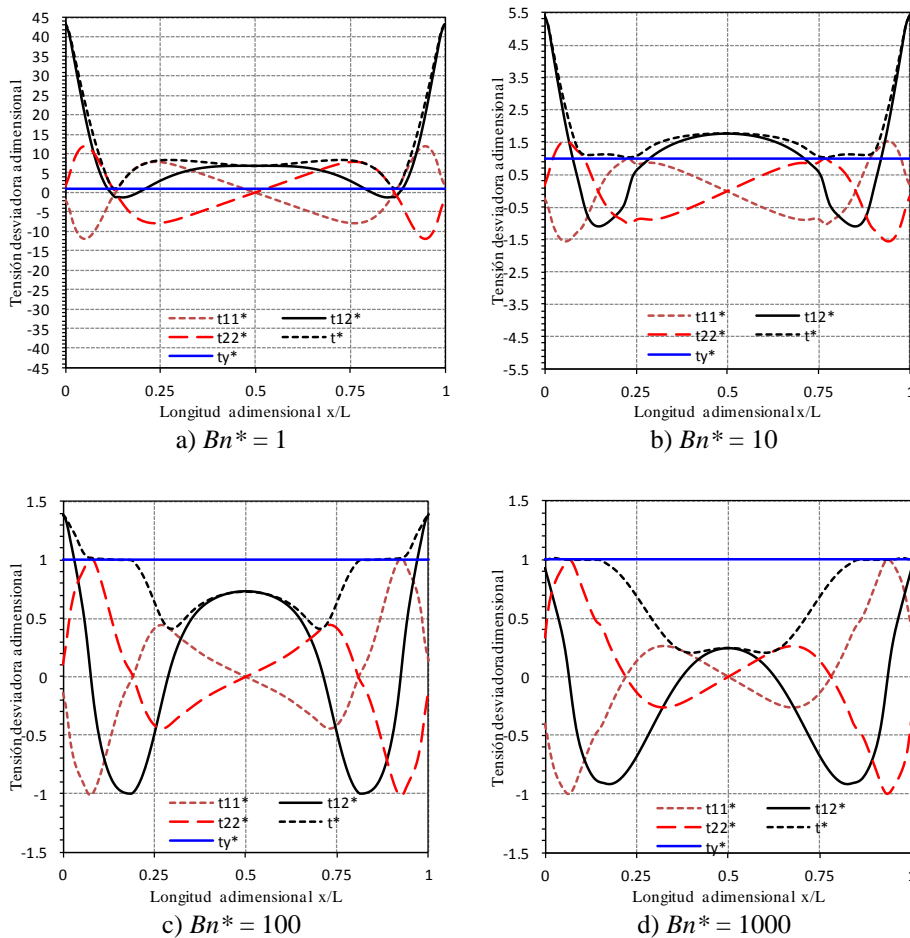 Tensión desviadora adimensional
45
40
35
30
25
20
15
10
5
0
-5
-10
-15
-20
-25
-30
-35
-40
-45
0 0.25 0.5 0.75 1
Longitud adimensional x/L
t11* t12*
t22* t*
ty*
a) Bn* = 1
Tensión desviadora adimensional
5.5
4.5
3.5
2.5
1.5
0.5
-0.5
-1.5
-2.5
-3.5
-4.5
-5.5
0 0.25 0.5 0.75 1
Longitud adimensional x/L
t11* t12*
t22* t*
ty*
b) Bn* = 10
Tensión desviadora adimensional
1.5
1
0.5
0
-0.5
-1
-1.5
0 0.25 0.5 0.75 1
Longitud adimensional x/L
t11* t12*
t22* t*
ty*
c) Bn* = 100
Tensión desviadora adimensional
1.5
1
0.5
0
-0.5
-1
-1.5
0 0.25 0.5 0.75 1
Longitud adimensional x/L
t11* t12*
t22* t*
ty*
d) Bn* = 1000